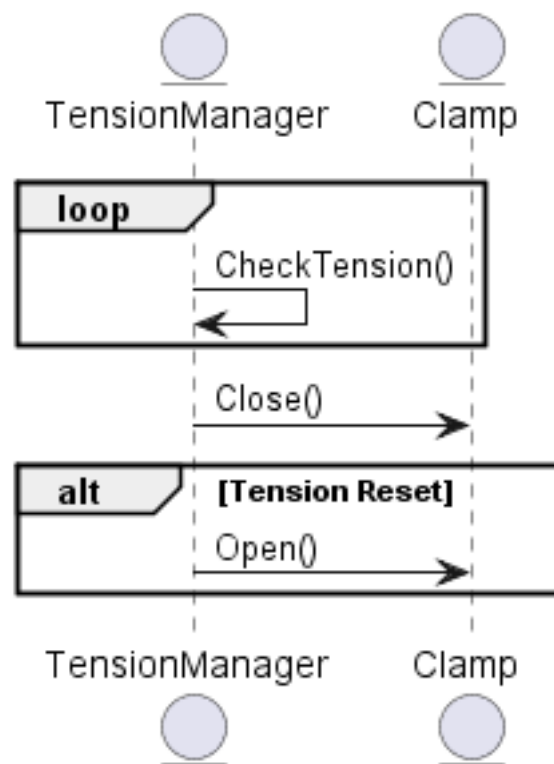 TensionManager Clamp
loop
CheckTension()
Close()
alt [Tension Reset]
Open()
TensionManager Clamp